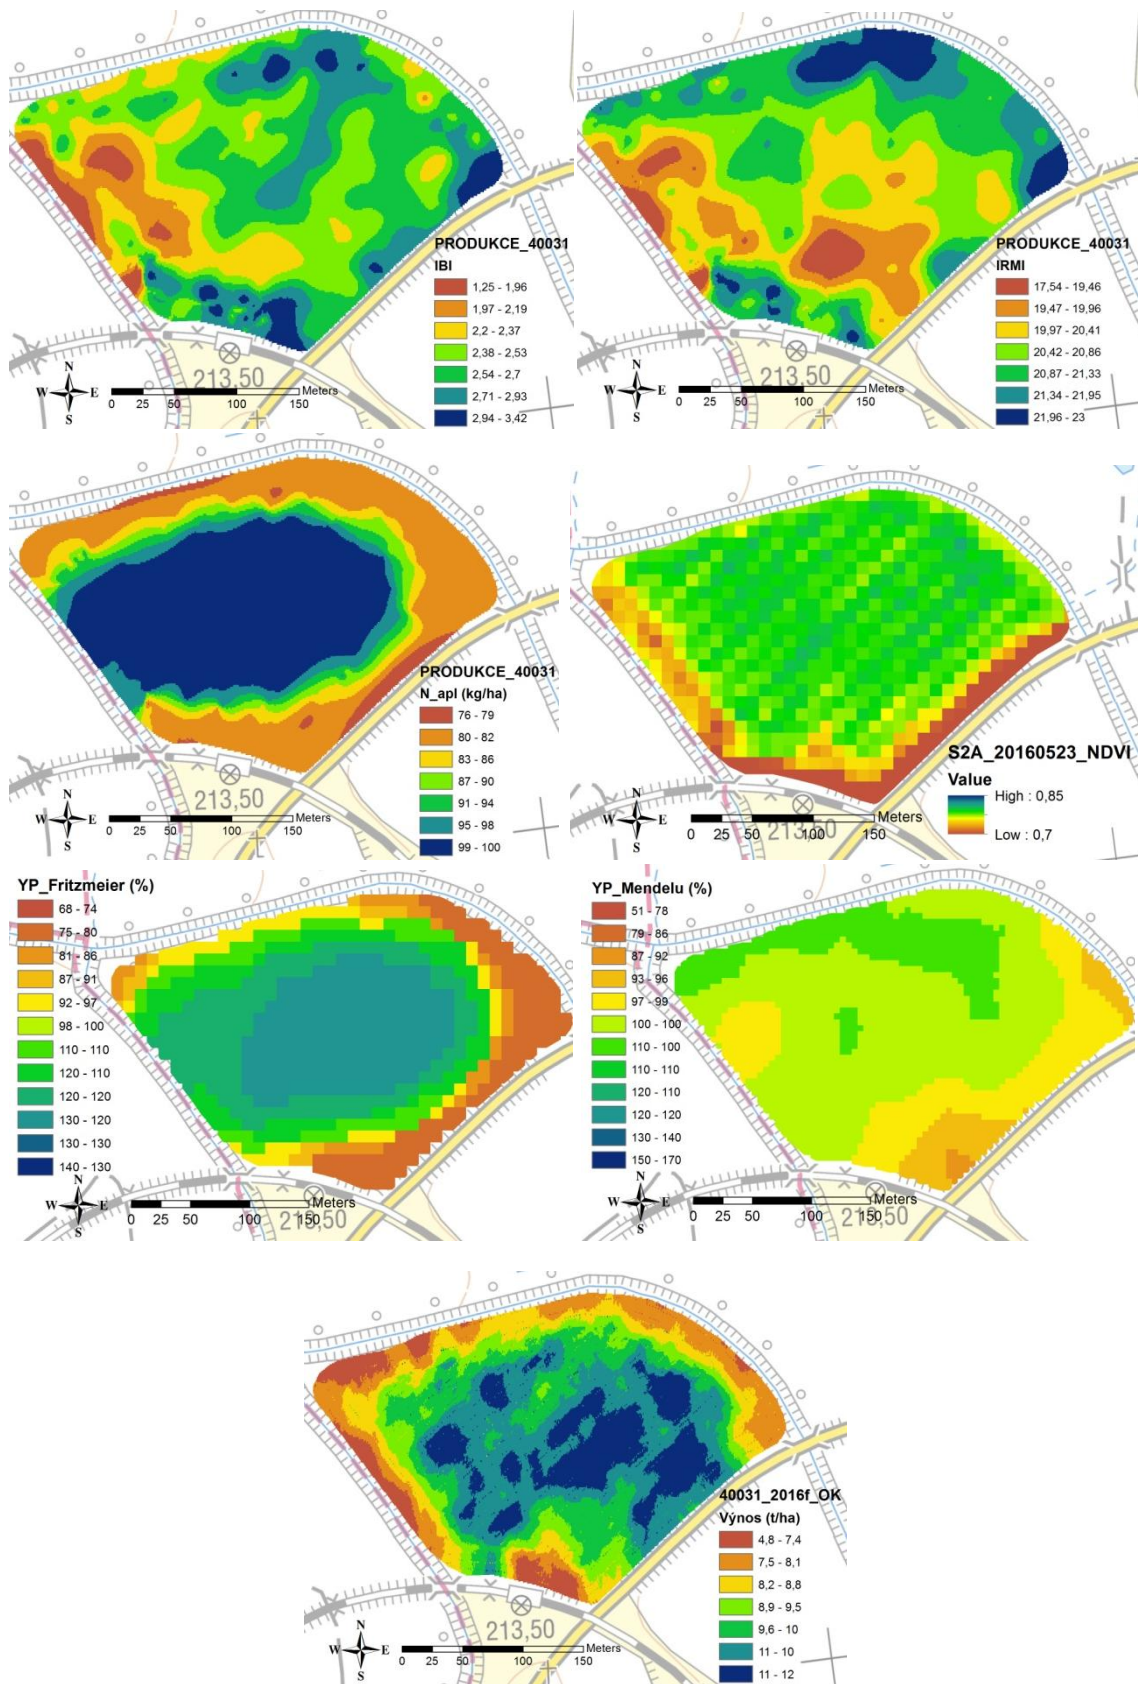 PRODUKCE_40031
IBI
1,25 - 1,96
1,97 - 2,19
2,2 - 2,37
2,38 - 2,53
2,54 - 2,7
2,71 - 2,93
2,94 - 3,42
N
W E
S
213,50
Meters
0 25 50 100 150
PRODUKCE_40031
IRMI
17,54 - 19,46
19,47 - 19,96
19,97 - 20,41
20,42 - 20,86
20,87 - 21,33
21,34 - 21,95
21,96 - 23
N
W E
S
213,50
Meters
0 25 50 100 150
PRODUKCE_40031
N_apl (kg/ha)
76 - 79
80 - 82
83 - 86
87 - 90
91 - 94
95 - 98
99 - 100
N
W E
S
213,50
Meters
0 25 50 100 150
S2A_20160523_NDVI
Value
High : 0,85
Low : 0,7
N
W E
S
213,50
Meters
0 25 50 100 150
YP_Fritzmeier (%)
68 - 74
75 - 80
81 - 86
87 - 91
92 - 97
98 - 100
110 - 110
120 - 110
120 - 120
130 - 120
130 - 130
140 - 130
N
W E
S
213,50
Meters
0 25 50 100 150
YP_Mendelu (%)
51 - 78
79 - 86
87 - 92
93 - 96
97 - 99
100 - 100
110 - 100
110 - 110
120 - 110
120 - 120
130 - 140
150 - 170
N
W E
S
213,50
Meters
0 25 50 100 150
40031_2016f_OK
Výnos (t/ha)
4,8 - 7,4
7,5 - 8,1
8,2 - 8,8
8,9 - 9,5
9,6 - 10
11 - 10
11 - 12
N
W E
S
213,50
Meters
0 25 50 100 150